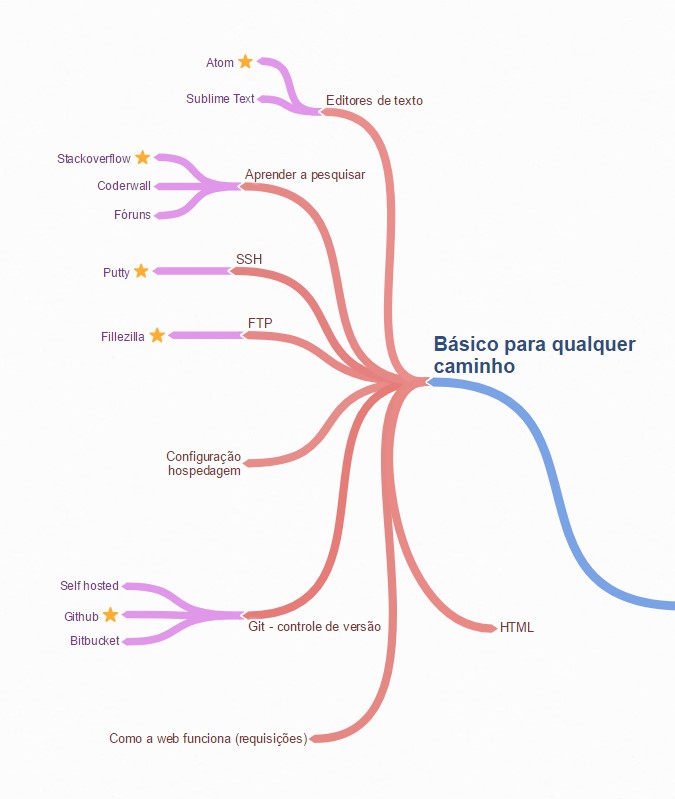 Atom
Sublime Text
Editores de texto
Stackoverflow
Coderwall
Fóruns
Aprender a pesquisar
Putty
SSH
Fillezilla
FTP
Básico para qualquer
caminho
Configuração
hospedagem
Self hosted
Github
Bitbucket
Git - controle de versão
HTML
Como a web funciona (requisições)